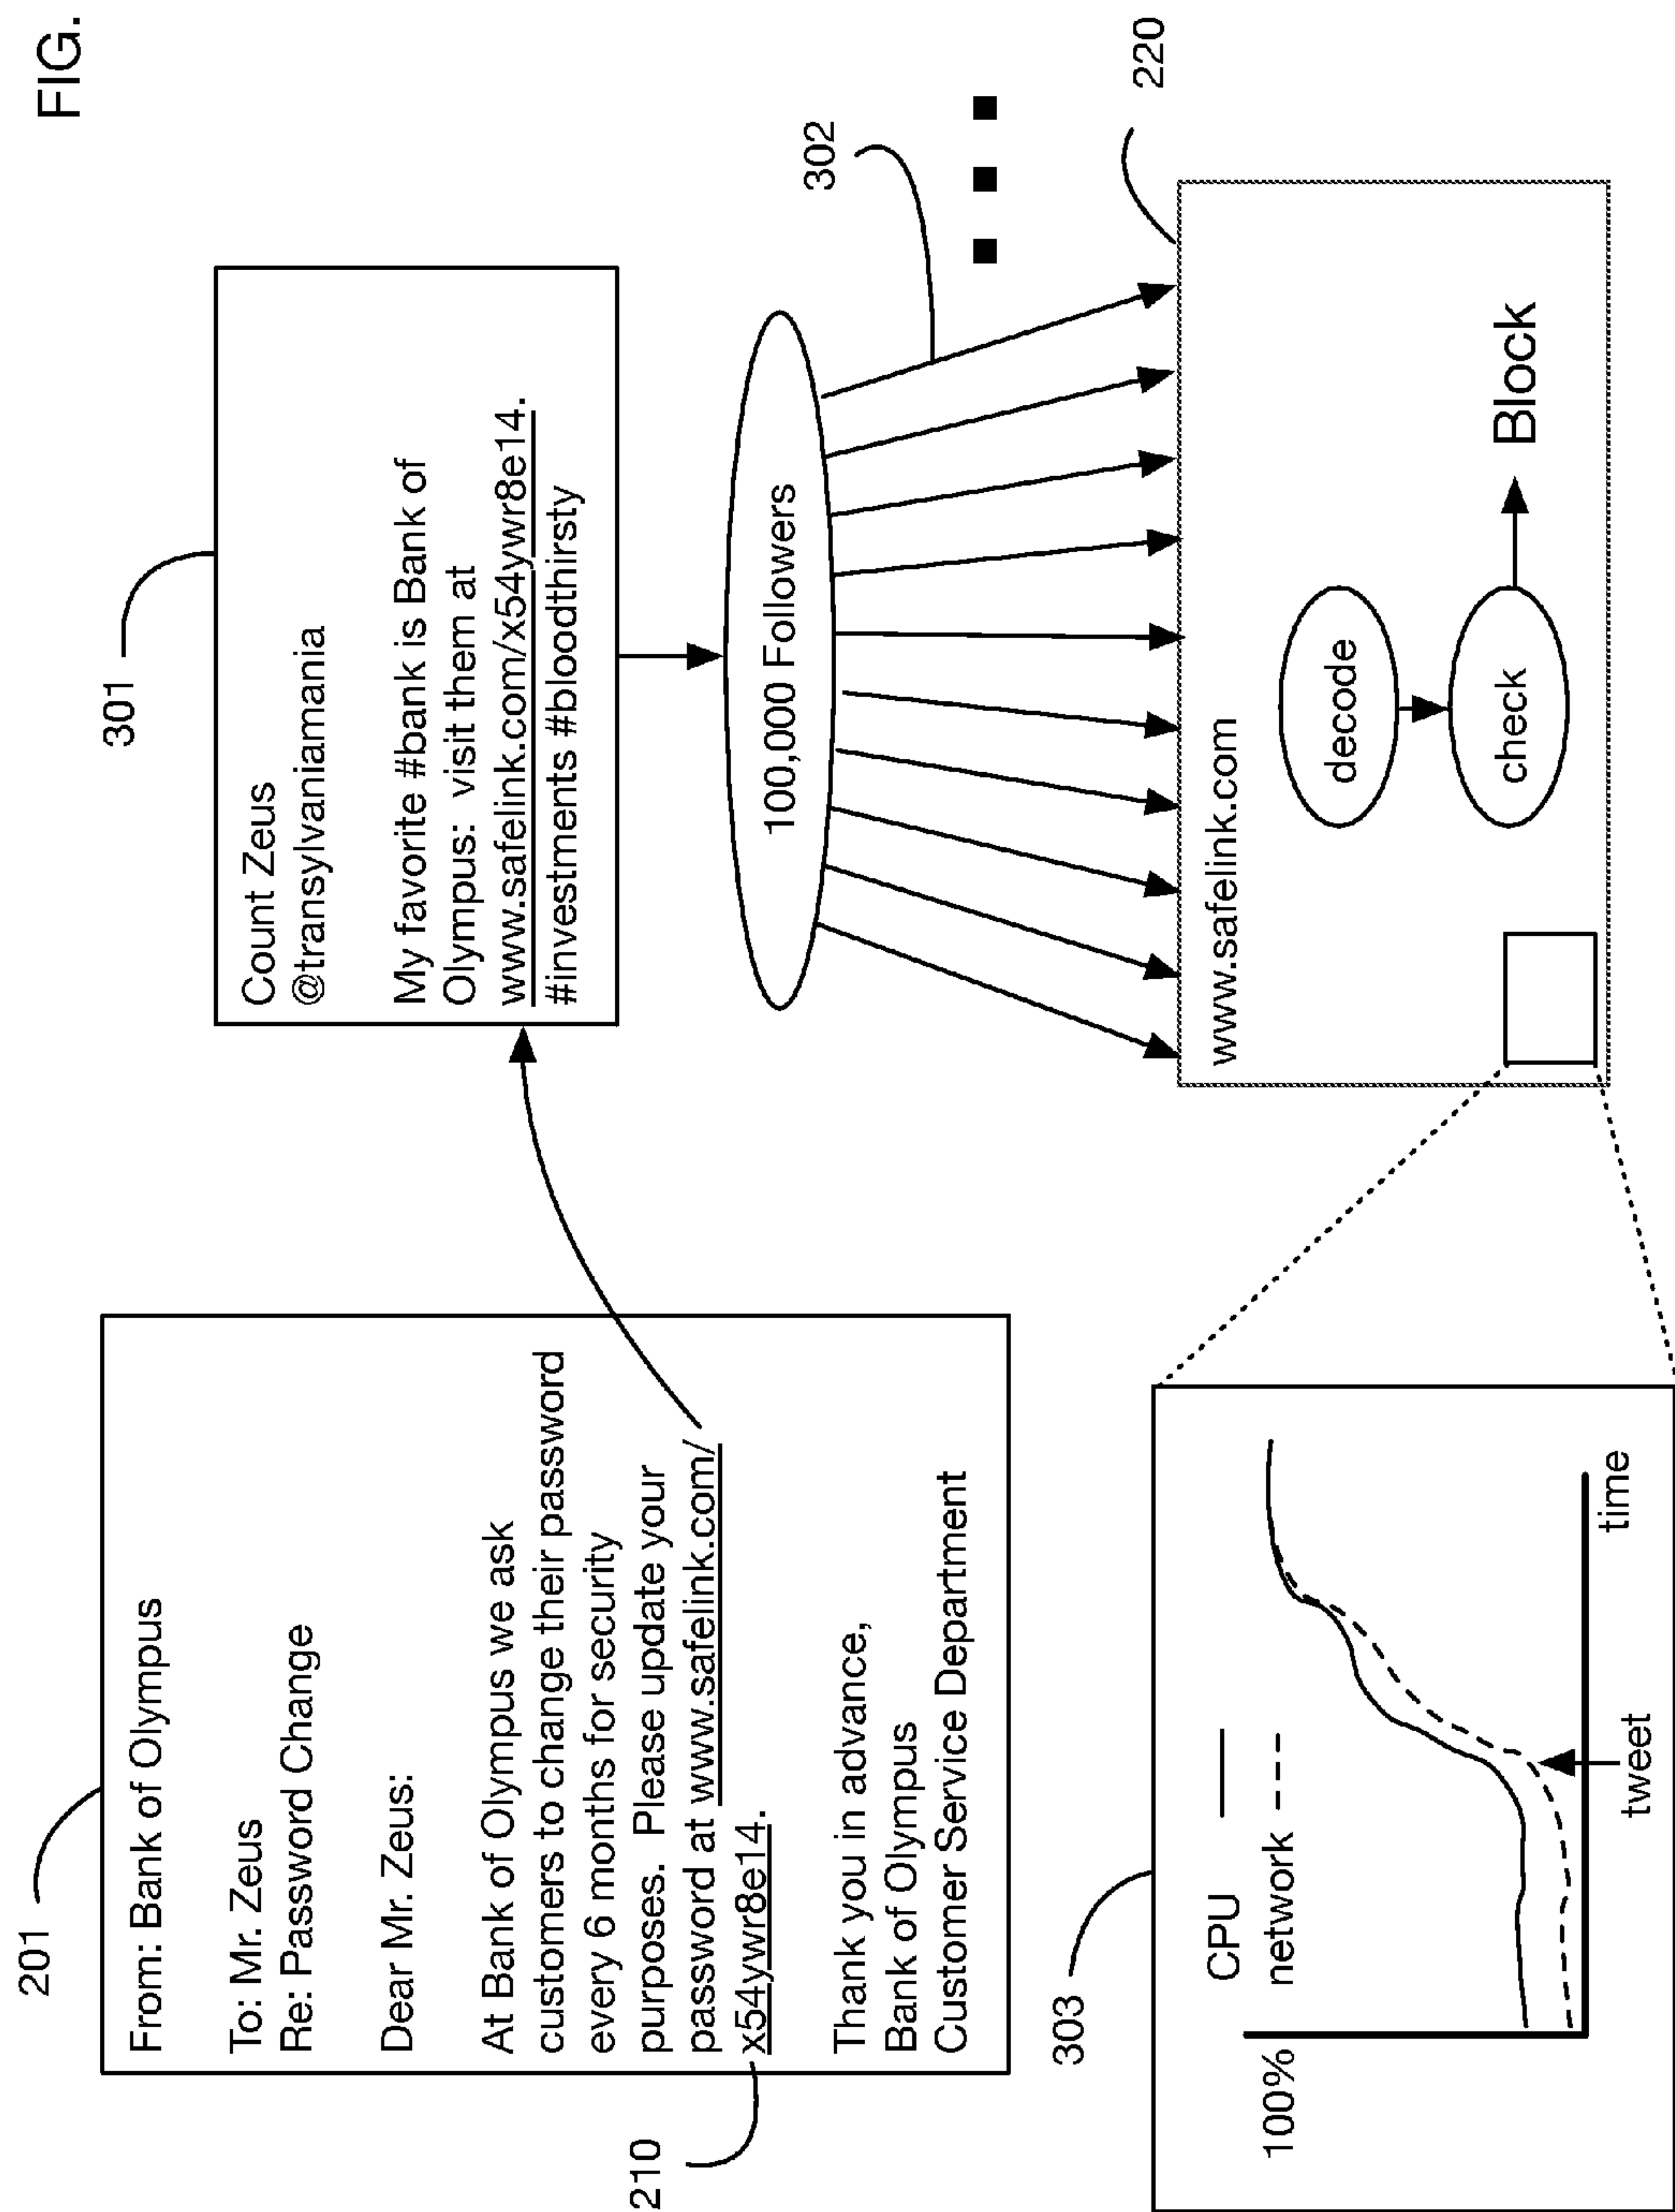 FIG.
201
From: Bank of Olympus
To: Mr. Zeus
Re: Password Change
Dear Mr. Zeus:
At Bank of Olympus we ask
customers to change their password
every 6 months for security
purposes.  Please update your
password at www.safelink.com/
x54ywr8e14.
Thank you in advance,
Bank of Olympus
Customer Service Department
210
301
Count Zeus
@transylvaniamania
My favorite #bank is Bank of
Olympus:  visit them at
www.safelink.com/x54ywr8e14.
#investments #bloodthirsty
100,000 Followers
302
220
www.safelink.com
decode
check
Block
303
100%
CPU
network
tweet
time